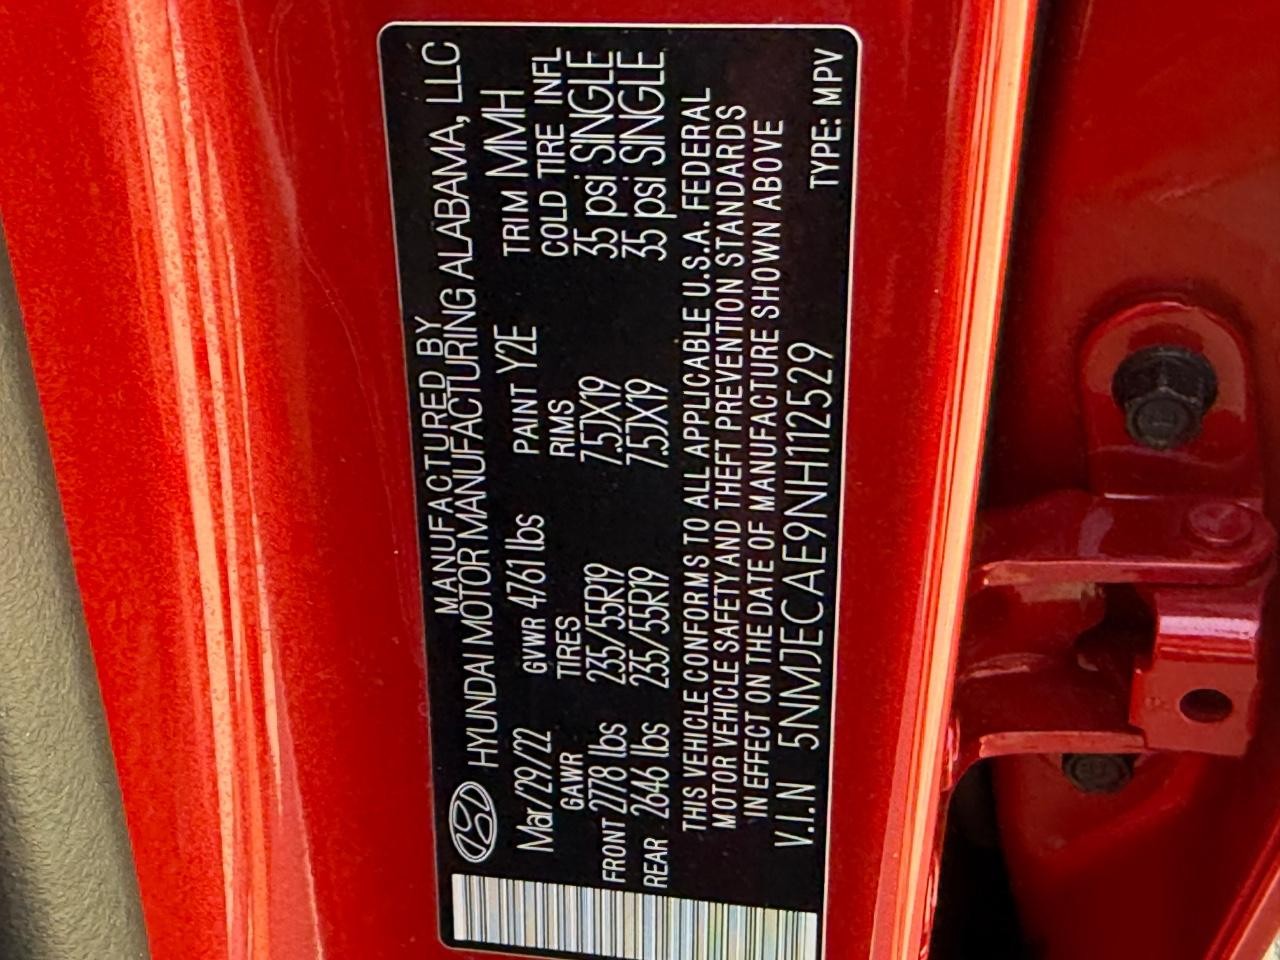 MANUFACTURED BY
HYUNDAI MOTOR MANUFACTURING ALABAMA, LLC
Mar/29/22 GVWR 4761 lbs PAINT Y2E TRIM MMH
GAWR TIRES RIMS COLD TIRE INFL
FRONT 2778 lbs 235/55R19 7.5JX19 35 psi SINGLE
REAR 2646 lbs 235/55R19 7.5JX19 35 psi SINGLE
THIS VEHICLE CONFORMS TO ALL APPLICABLE U.S.A. FEDERAL
MOTOR VEHICLE SAFETY AND THEFT PREVENTION STANDARDS
IN EFFECT ON THE DATE OF MANUFACTURE SHOWN ABOVE
V.I.N 5NMJECAE9NH112529 TYPE: MPV